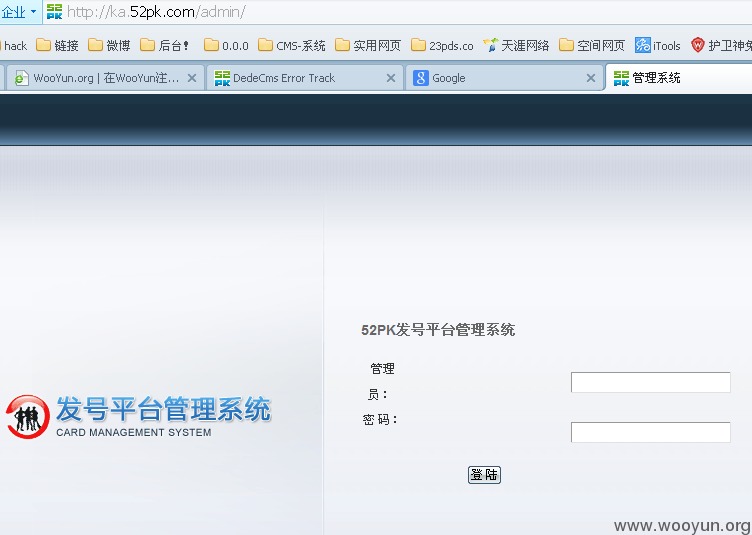 企业 http://ka.52pk.com/admin/
hack 链接 微博 后台! 0.0.0 CMS-系统 实用网页 23pds.co 天涯网络 空间网页 iTools 护卫神免
WooYun.org | 在WooYun注... DedeCms Error Track Google 管理系统
52PK发号平台管理系统
管理
员：
密 码：
发号平台管理系统
CARD MANAGEMENT SYSTEM
登 陆
www.wooyun.org